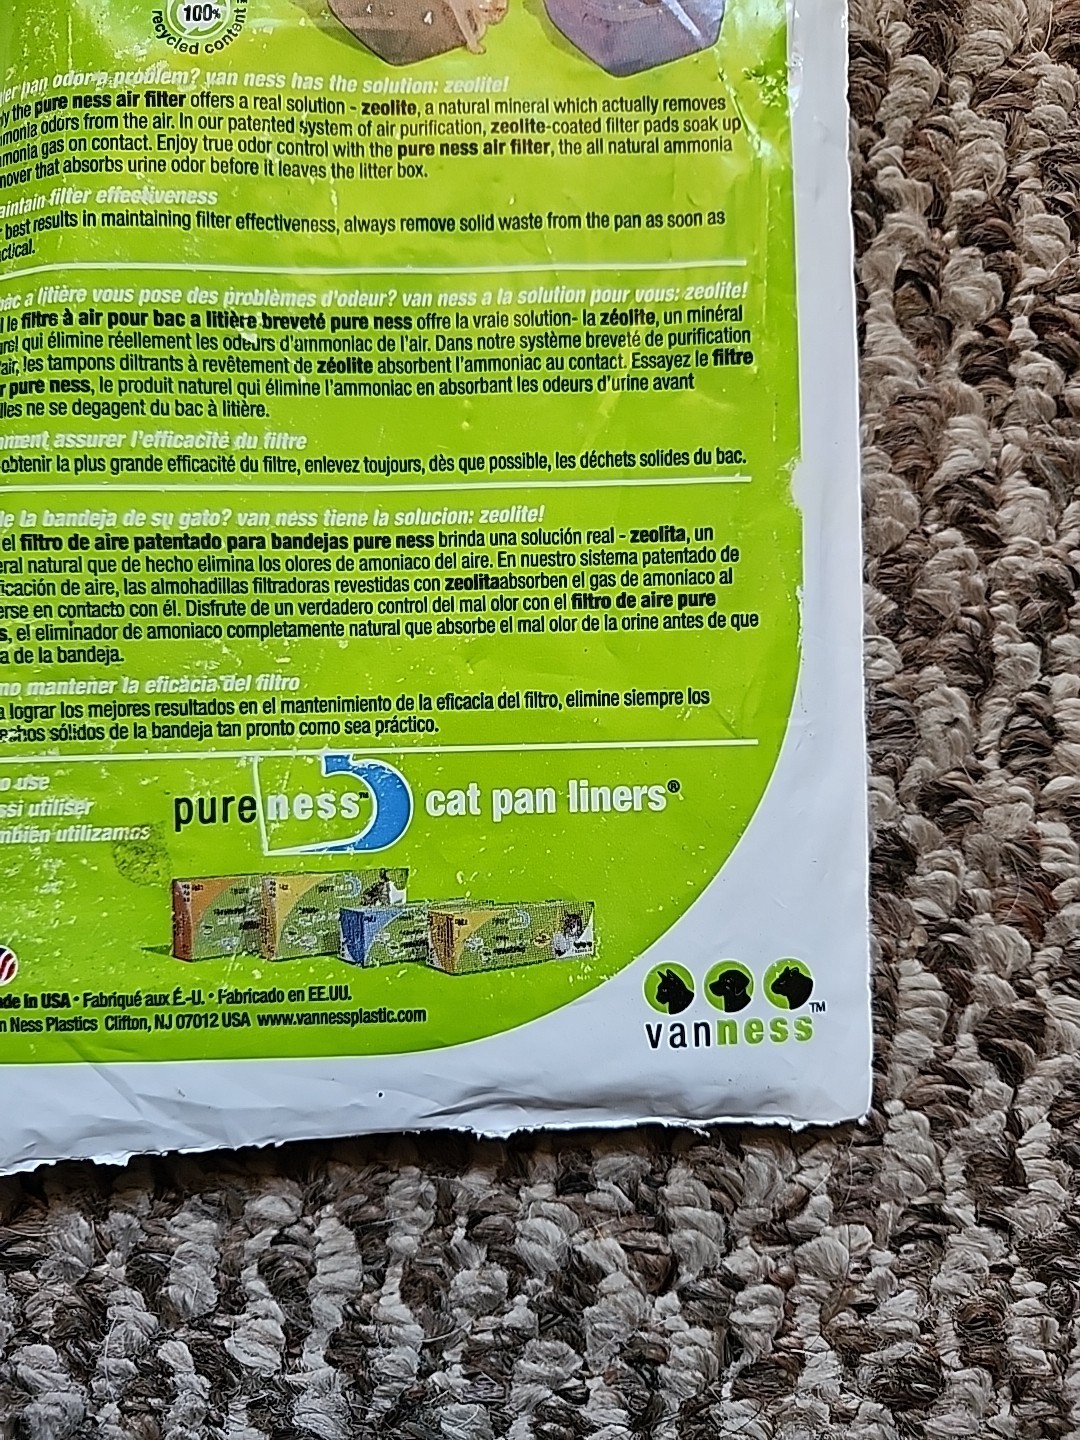 100%
recycled content
pan odor a problem? van ness has the solution: zeolite!
the pure ness air filter offers a real solution - zeolite, a natural mineral which actually removes
monia odors from the air. In our patented system of air purification, zeolite-coated filter pads soak up
monia gas on contact. Enjoy true odor control with the pure ness air filter, the all natural ammonia
mover that absorbs urine odor before it leaves the litter box.
aintain filter effectiveness
best results in maintaining filter effectiveness, always remove solid waste from the pan as soon as
ctical.
bac a litière vous pose des problèmes d'odeur? van ness a la solution pour vous: zeolite!
le filtre à air pour bac a litière breveté pure ness offre la vraie solution- la zéolite, un minéral
rel qui élimine réellement les odeurs d'ammoniac de l'air. Dans notre système breveté de purification
air, les tampons diltrants à revêtement de zéolite absorbent l'ammoniac au contact. Essayez le filtre
r pure ness, le produit naturel qui élimine l'ammoniac en absorbant les odeurs d'urine avant
lles ne se degagent du bac à litière.
mment assurer l'efficacité du filtre
obtenir la plus grande efficacité du filtre, enlevez toujours, dès que possible, les déchets solides du bac.
de la bandeja de su gato? van ness tiene la solucion: zeolite!
el filtro de aire patentado para bandejas pure ness brinda una solución real - zeolita, un
eral natural que de hecho elimina los olores de amoniaco del aire. En nuestro sistema patentado de
icación de aire, las almohadillas filtradoras revestidas con zeolitaabsorben el gas de amoníaco al
erse en contacto con él. Disfrute de un verdadero control del mal olor con el filtro de aire pure
s, el eliminador de amoniaco completamente natural que absorbe el mal olor de la orine antes de que
a de la bandeja.
mo mantener la eficacia del filtro
a lograr los mejores resultados en el mantenimiento de la eficacia del filtro, elimine siempre los
echos sólidos de la bandeja tan pronto como sea práctico.
o use
ssi utiliser
mbién utilizamos
pure ness™ cat pan liners®
ade in USA • Fabriqué aux É.-U. • Fabricado en EE.UU.
n Ness Plastics Clifton, NJ 07012 USA www.vannessplastic.com
vanness™